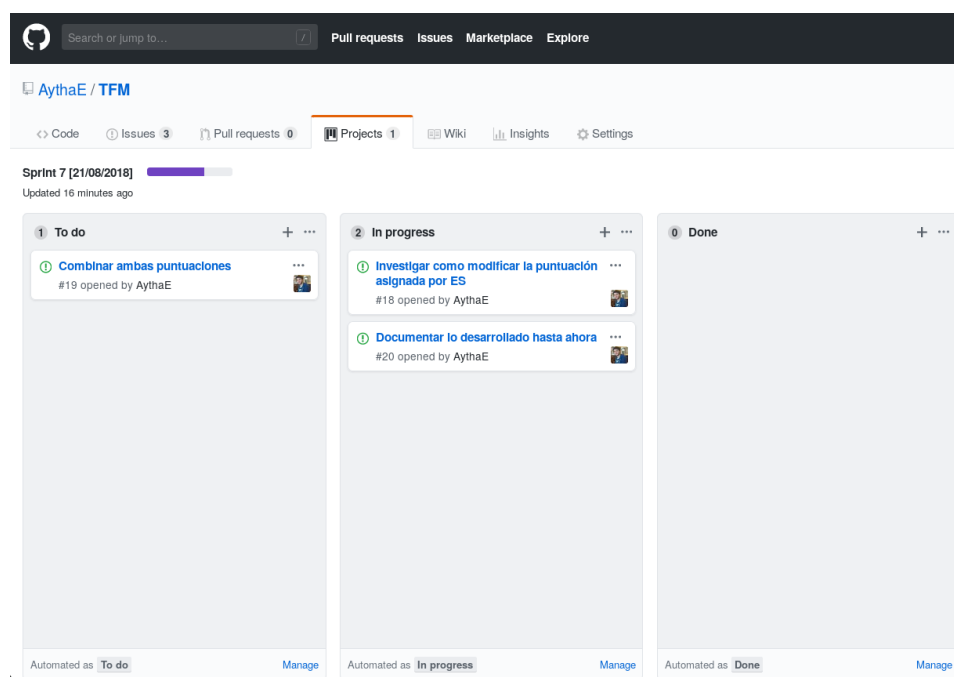 Search or jump to... / Pull requests Issues Marketplace Explore
AythaE / TFM
<> Code Issues 3 Pull requests 0 Projects 1 Wiki Insights Settings
Sprint 7 [21/08/2018]
Updated 16 minutes ago
1 To do + ...
Combinar ambas puntuaciones ...
#19 opened by AythaE
Automated as To do Manage
2 In progress + ...
Investigar como modificar la puntuación ...
asignada por ES
#18 opened by AythaE
Documentar lo desarrollado hasta ahora ...
#20 opened by AythaE
Automated as In progress Manage
0 Done + ...
Automated as Done Manage